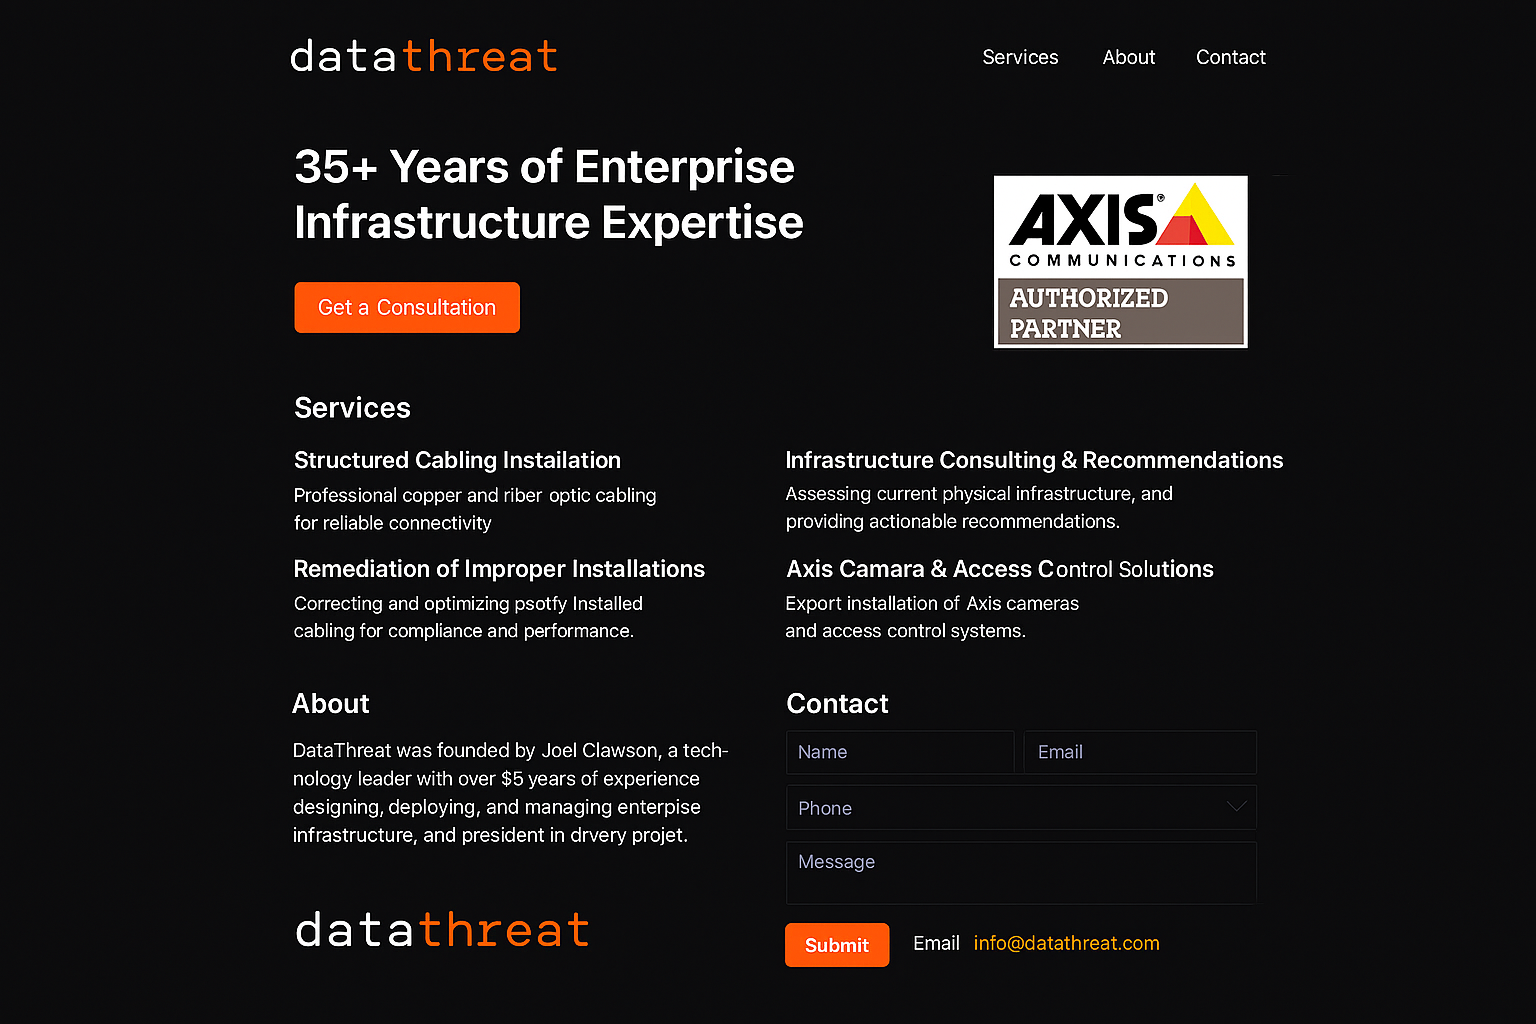 datathreat
Services About Contact
35+ Years of Enterprise
Infrastructure Expertise
Get a Consultation
AXIS®
COMMUNICATIONS
AUTHORIZED
PARTNER
Services
Structured Cabling Instailation
Professional copper and riber optic cabling
for reliable connectivity
Infrastructure Consulting & Recommendations
Assessing current physical infrastructure, and
providing actionable recommendations.
Remediation of Improper Installations
Correcting and optimizing psotfy Installed
cabling for compliance and performance.
Axis Camara & Access Control Solutions
Export installation of Axis cameras
and access control systems.
About
DataThreat was founded by Joel Clawson, a tech-
nology leader with over $5 years of experience
designing, deploying, and managing enterpise
infrastructure, and president in drvery projet.
datathreat
Contact
Name Email
Phone
Message
Submit Email info@datathreat.com